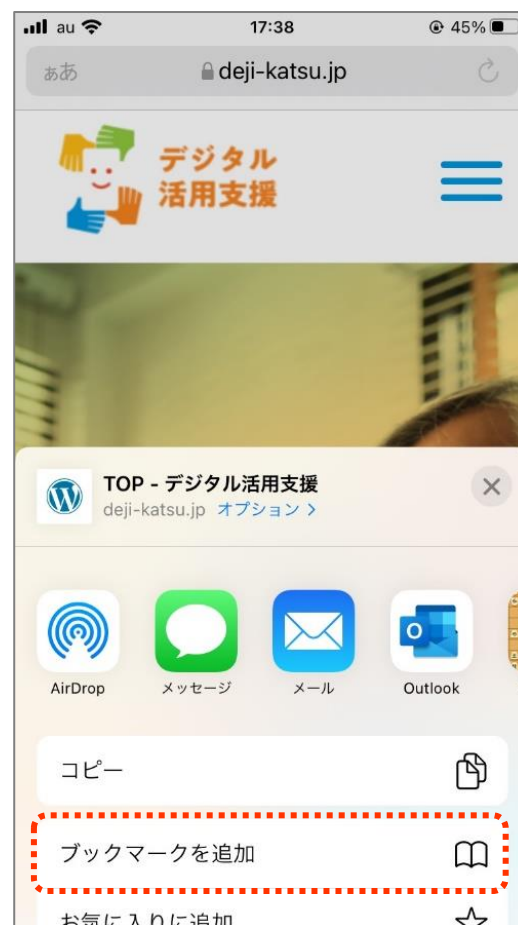 au 17:38 45%
ああ deji-katsu.jp
デジタル
活用支援
TOP - デジタル活用支援
deji-katsu.jp オプション >
AirDrop メッセージ メール Outlook
コピー
ブックマークを追加
お気に入りに追加